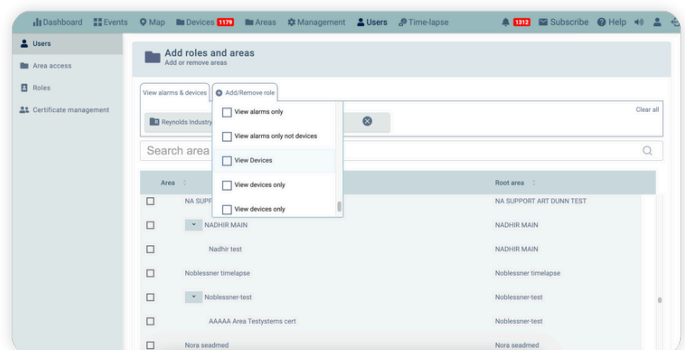 Dashboard Events Map Devices 1179 Areas Management Users Time-lapse 1312 Subscribe Help
Users
Area access
Roles
Certificate management
Add roles and areas
Add or remove areas
View alarms & devices Add/Remove role
Clear all
Reynolds Industry
View alarms only
View alarms only not devices
View Devices
View devices only
View devices only
Search area
Area Root area
NA SUPP NA SUPPORT ART DUNN TEST
NADHIR MAIN NADHIR MAIN
Nadhir test NADHIR MAIN
Noblessner timelapse Noblessner timelapse
Noblessner-test Noblessner-test
AAAAA Area Testystems cert Noblessner-test
Nora seadmed Nora seadmed